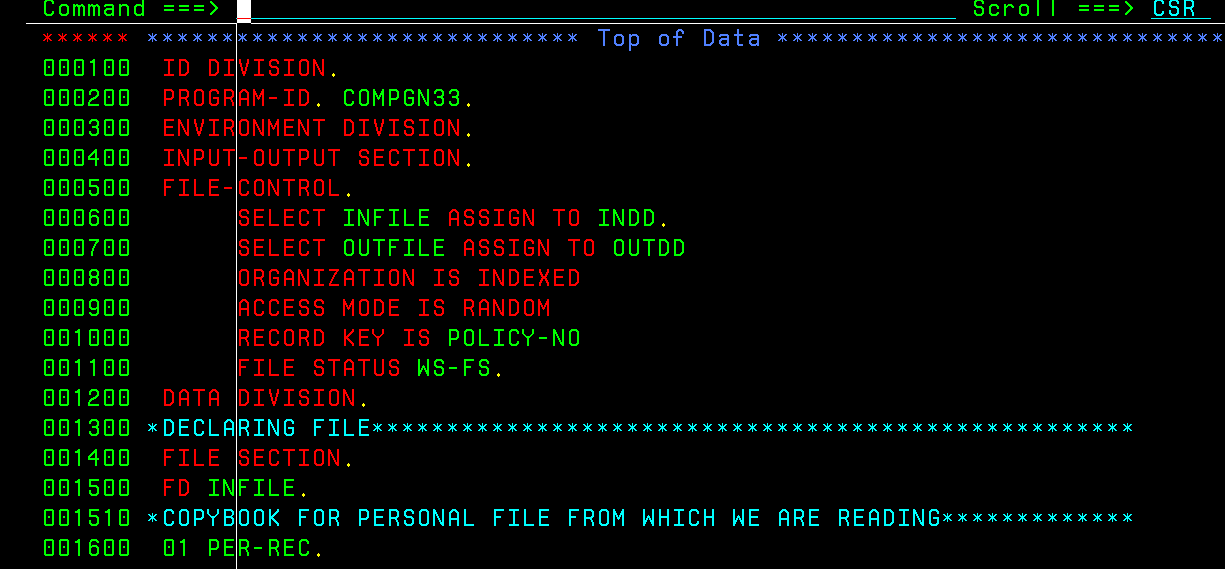 Command ===> Scroll ===> CSR
****** ***************************** Top of Data ******************************
000100  ID DIVISION.
000200  PROGRAM-ID. COMPGN33.
000300  ENVIRONMENT DIVISION.
000400  INPUT-OUTPUT SECTION.
000500  FILE-CONTROL.
000600       SELECT INFILE ASSIGN TO INDD.
000700       SELECT OUTFILE ASSIGN TO OUTDD
000800       ORGANIZATION IS INDEXED
000900       ACCESS MODE IS RANDOM
001000       RECORD KEY IS POLICY-NO
001100       FILE STATUS WS-FS.
001200  DATA DIVISION.
001300 *DECLARING FILE***************************************************
001400  FILE SECTION.
001500  FD INFILE.
001510 *COPYBOOK FOR PERSONAL FILE FROM WHICH WE ARE READING*************
001600  01 PER-REC.